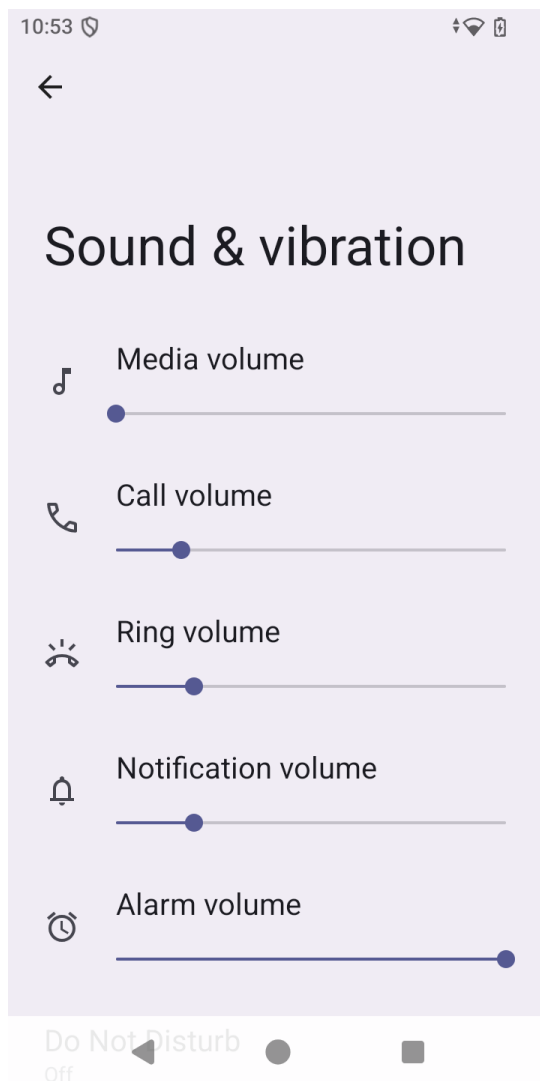 10:53
Sound & vibration
Media volume
Call volume
Ring volume
Notification volume
Alarm volume
Do Not Disturb
Off